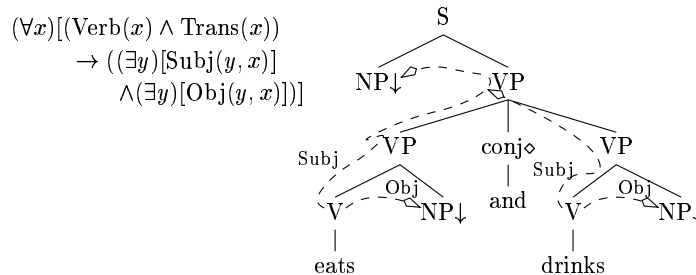 (∀x)[(Verb(x) ∧ Trans(x))
→ ((∃y)[Subj(y, x)]
∧(∃y)[Obj(y, x)])]
S
NP↓ VP
VP conj⋄ VP
Subj Subj
Obj Obj
V NP↓ and V NP↓
eats drinks